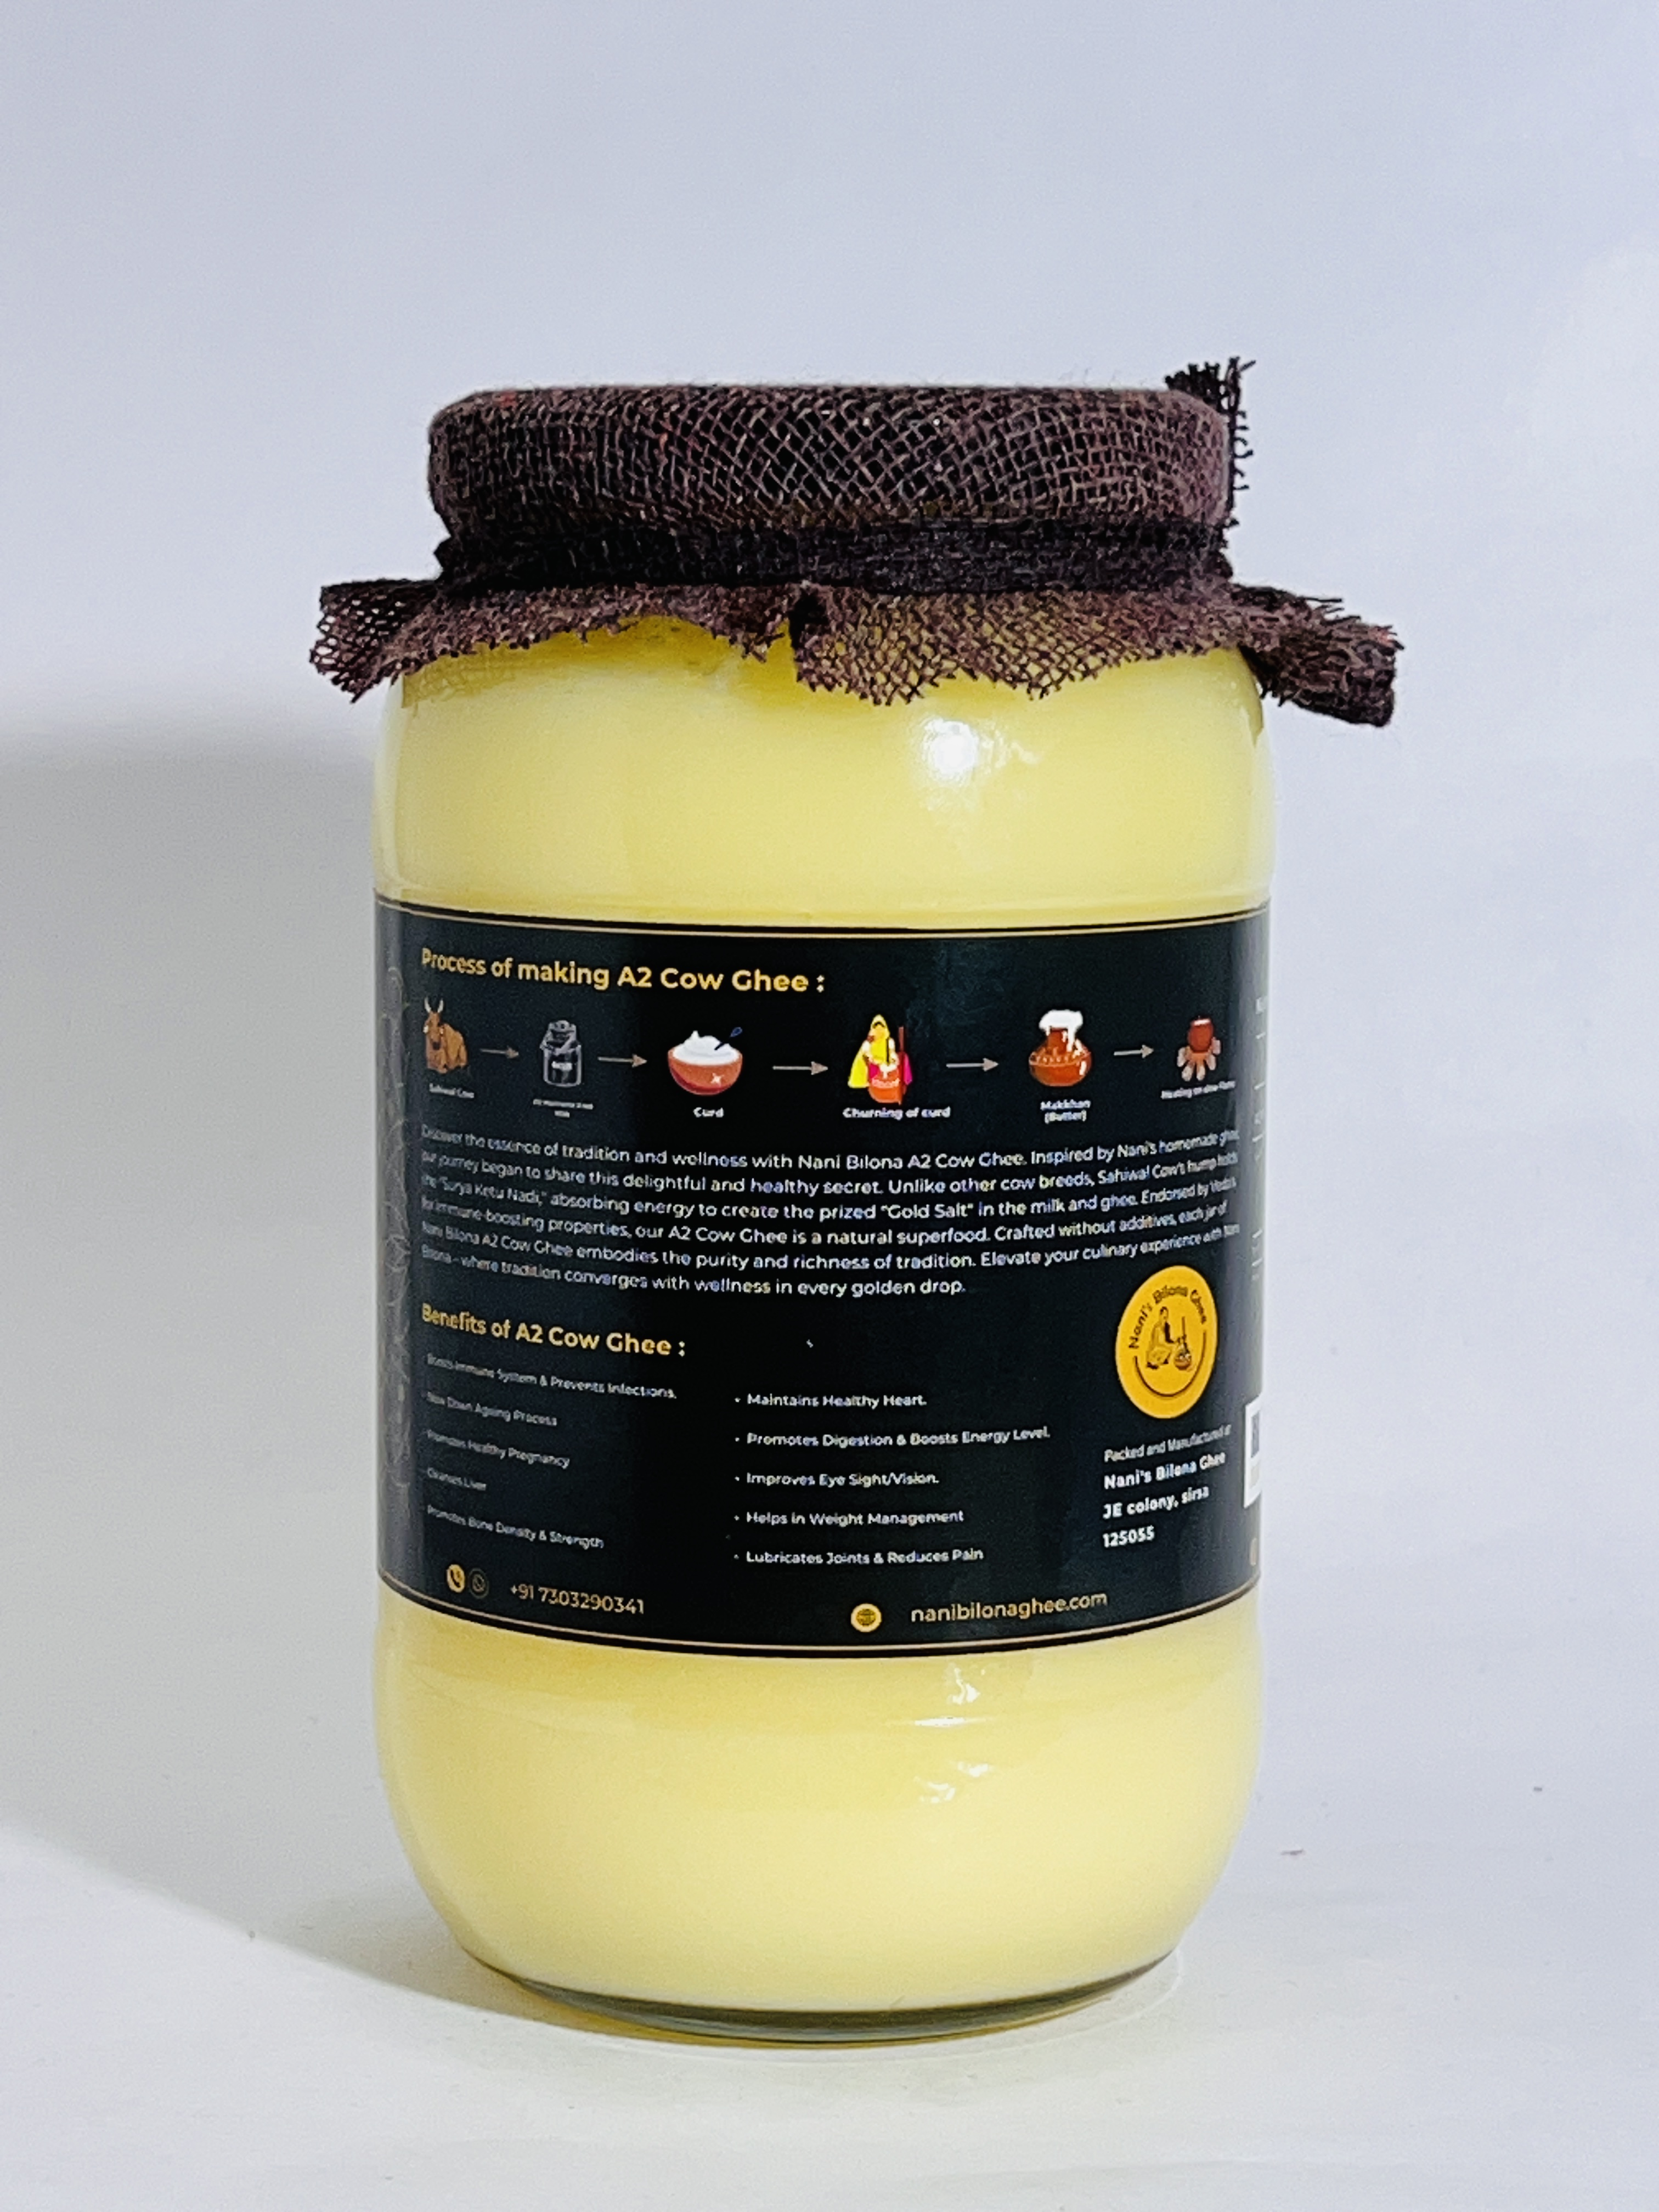 Process of making A2 Cow Ghee :
Sahiwal Cow
Curd
Churning of curd
Makkhan
(Butter)
Heating on slow flame
Discover the essence of tradition and wellness with Nani Bilona A2 Cow Ghee. Inspired by Nani's homemade ghee,
our journey began to share this delightful and healthy secret. Unlike other cow breeds, Sahiwal Cow's hump holds
the "Surya Ketu Nadi," absorbing energy to create the prized "Gold Salt" in the milk and ghee. Endorsed by Vedas
for immune-boosting properties, our A2 Cow Ghee is a natural superfood. Crafted without additives, each jar of
Nani Bilona A2 Cow Ghee embodies the purity and richness of tradition. Elevate your culinary experience with Nani
Bilona - where tradition converges with wellness in every golden drop.
Benefits of A2 Cow Ghee :
Boosts Immune System & Prevents Infections.
Slow Down Ageing Process
Promotes Healthy Pregnancy
Cleanses Liver
Promotes Bone Density & Strength
• Maintains Healthy Heart.
• Promotes Digestion & Boosts Energy Level.
• Improves Eye Sight/Vision.
• Helps in Weight Management
• Lubricates Joints & Reduces Pain
Nani's Bilona Ghee
Packed and Manufactured at
Nani's Bilona Ghee
JE colony, sirsa
125055
+91 7303290341
nanibilonaghee.com